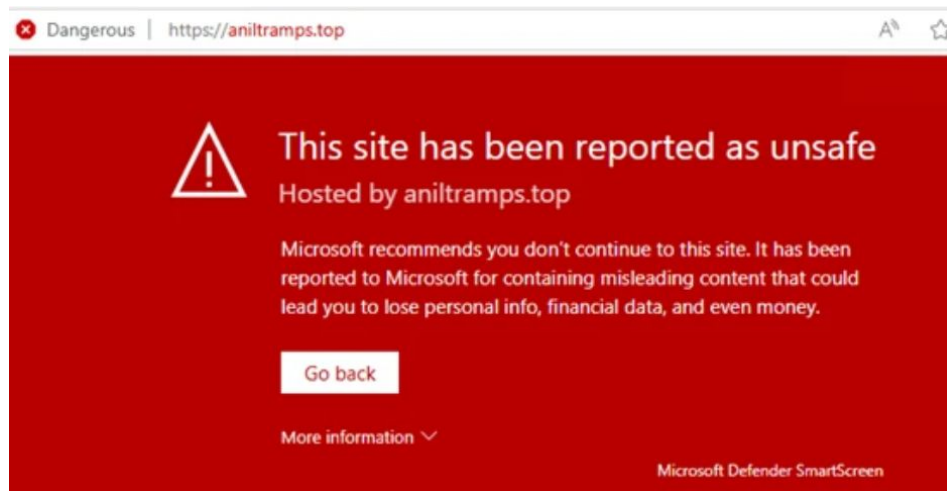 Dangerous | https://aniltramps.top
This site has been reported as unsafe
Hosted by aniltramps.top
Microsoft recommends you don't continue to this site. It has been
reported to Microsoft for containing misleading content that could
lead you to lose personal info, financial data, and even money.
Go back
More information
Microsoft Defender SmartScreen